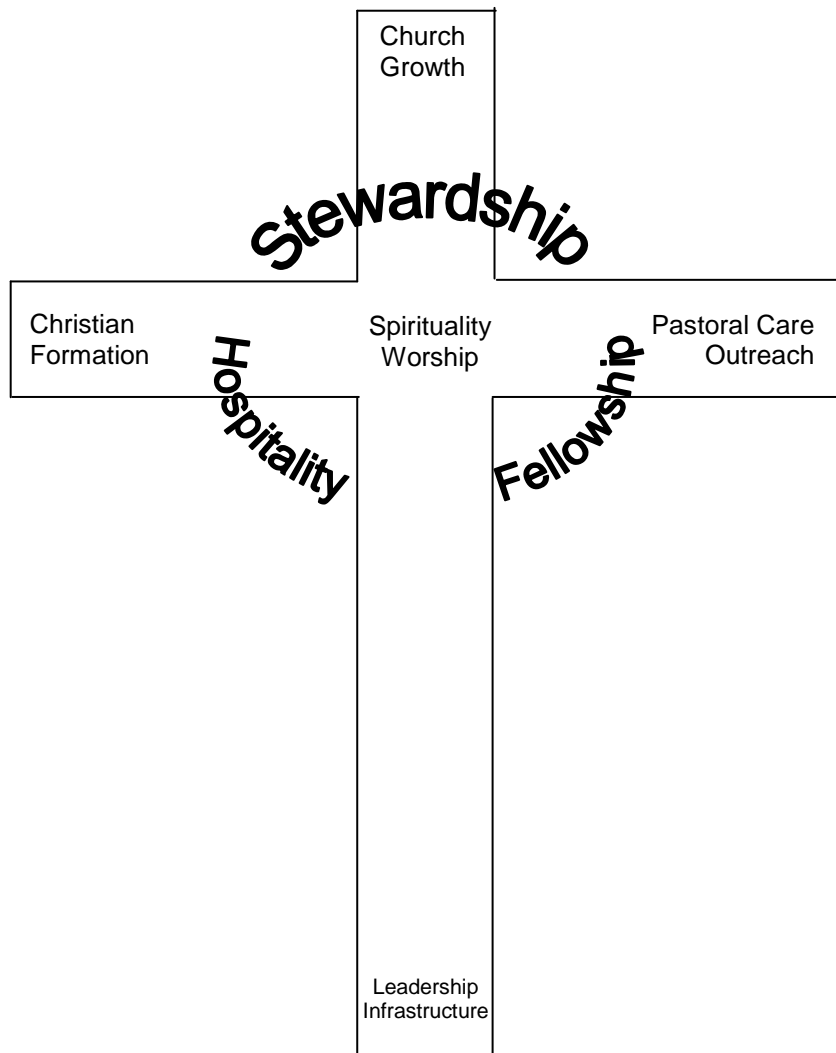 Church
Growth
Stewardship
Christian
Formation
Spirituality
Worship
Pastoral Care
Outreach
Hospitality
Fellowship
Leadership
Infrastructure